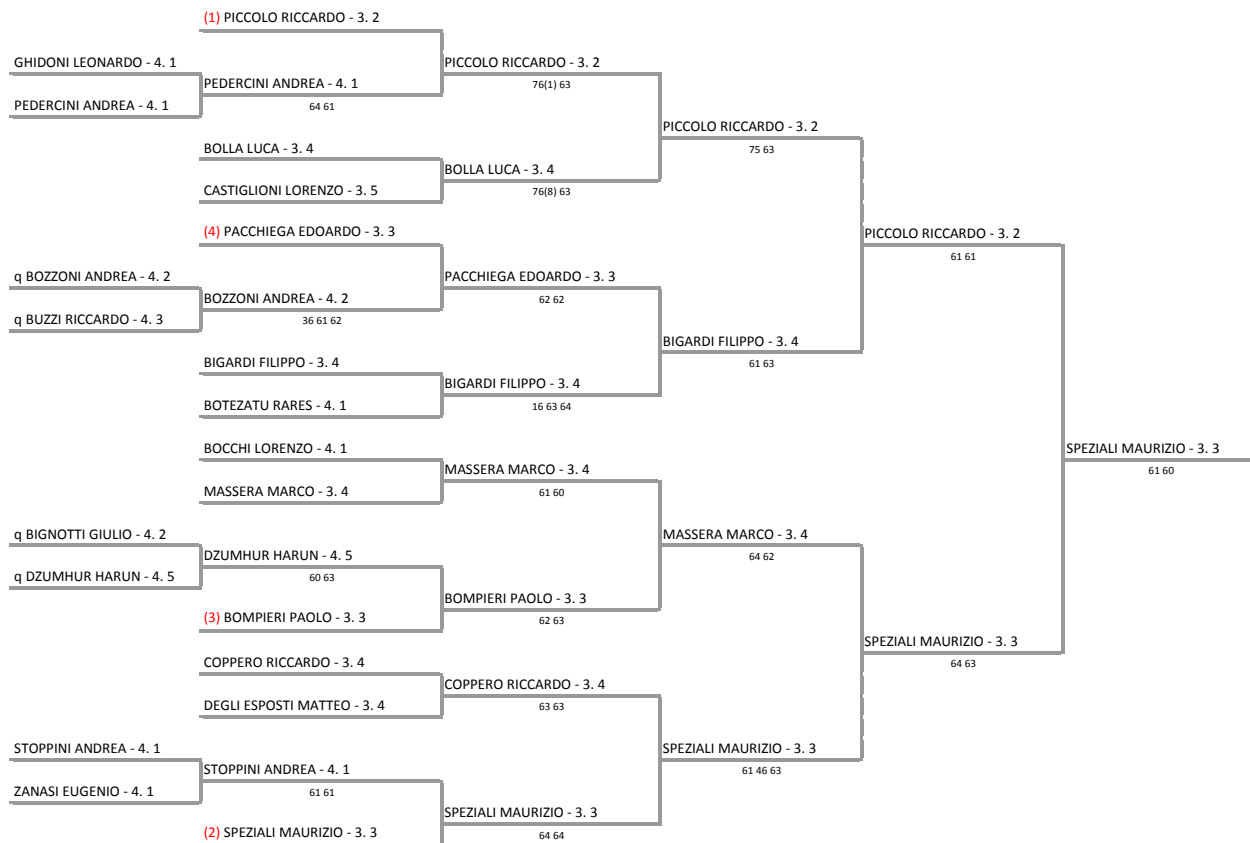 (1) PICCOLO RICCARDO - 3. 2
GHIDONI LEONARDO - 4. 1
PICCOLO RICCARDO - 3. 2
PEDERCINI ANDREA - 4. 1
76(1) 63
PEDERCINI ANDREA - 4. 1
64 61
PICCOLO RICCARDO - 3. 2
BOLLA LUCA - 3. 4
75 63
BOLLA LUCA - 3. 4
CASTIGLIONI LORENZO - 3. 5
76(8) 63
(4) PACCHIEGA EDOARDO - 3. 3
PICCOLO RICCARDO - 3. 2
61 61
q BOZZONI ANDREA - 4. 2
PACCHIEGA EDOARDO - 3. 3
BOZZONI ANDREA - 4. 2
62 62
q BUZZI RICCARDO - 4. 3
36 61 62
BIGARDI FILIPPO - 3. 4
BIGARDI FILIPPO - 3. 4
61 63
BIGARDI FILIPPO - 3. 4
BOTEZATU RARES - 4. 1
16 63 64
BOCCHI LORENZO - 4. 1
SPEZIALI MAURIZIO - 3. 3
MASSERA MARCO - 3. 4
61 60
MASSERA MARCO - 3. 4
61 60
q BIGNOTTI GIULIO - 4. 2
MASSERA MARCO - 3. 4
DZUMHUR HARUN - 4. 5
64 62
q DZUMHUR HARUN - 4. 5
60 63
BOMPIERI PAOLO - 3. 3
(3) BOMPIERI PAOLO - 3. 3
62 63
SPEZIALI MAURIZIO - 3. 3
COPPERO RICCARDO - 3. 4
64 63
COPPERO RICCARDO - 3. 4
DEGLI ESPOSTI MATTEO - 3. 4
63 63
STOPPINI ANDREA - 4. 1
SPEZIALI MAURIZIO - 3. 3
STOPPINI ANDREA - 4. 1
61 46 63
ZANASI EUGENIO - 4. 1
61 61
SPEZIALI MAURIZIO - 3. 3
(2) SPEZIALI MAURIZIO - 3. 3
64 64